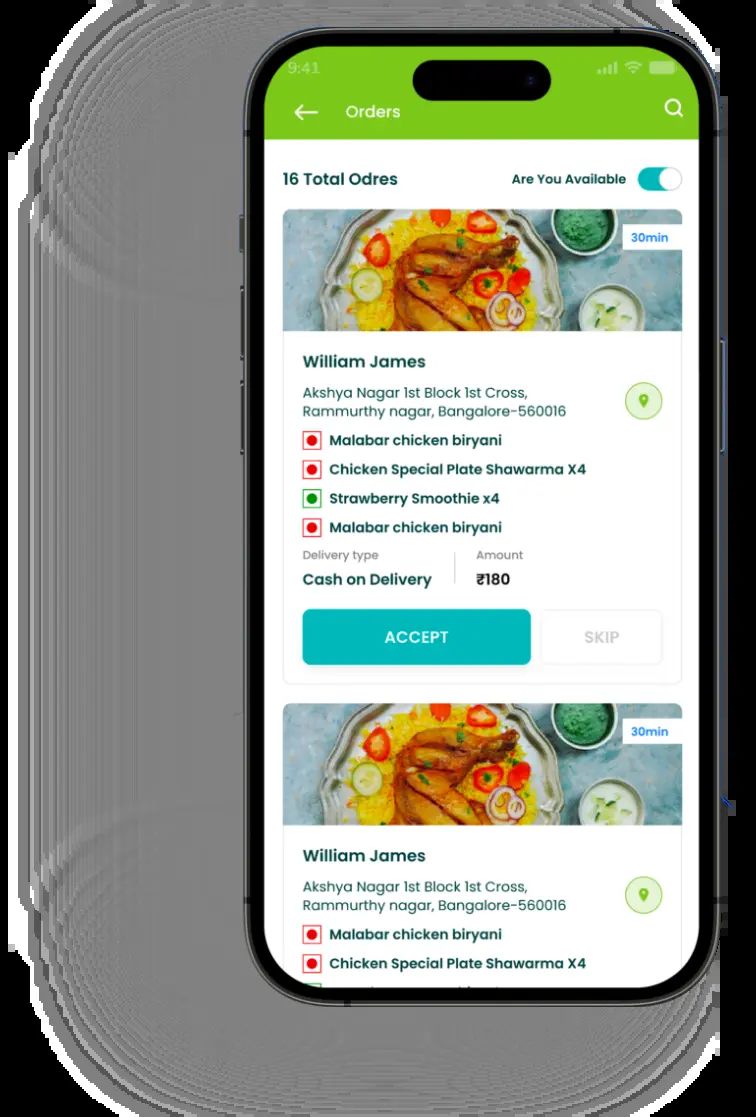 9:41
Orders
16 Total Odres
Are You Available
30min
William James
Akshya Nagar 1st Block 1st Cross,
Rammurthy nagar, Bangalore-560016
Malabar chicken biryani
Chicken Special Plate Shawarma X4
Strawberry Smoothie x4
Malabar chicken biryani
Delivery type
Amount
Cash on Delivery
₹180
ACCEPT
SKIP
30min
William James
Akshya Nagar 1st Block 1st Cross,
Rammurthy nagar, Bangalore-560016
Malabar chicken biryani
Chicken Special Plate Shawarma X4